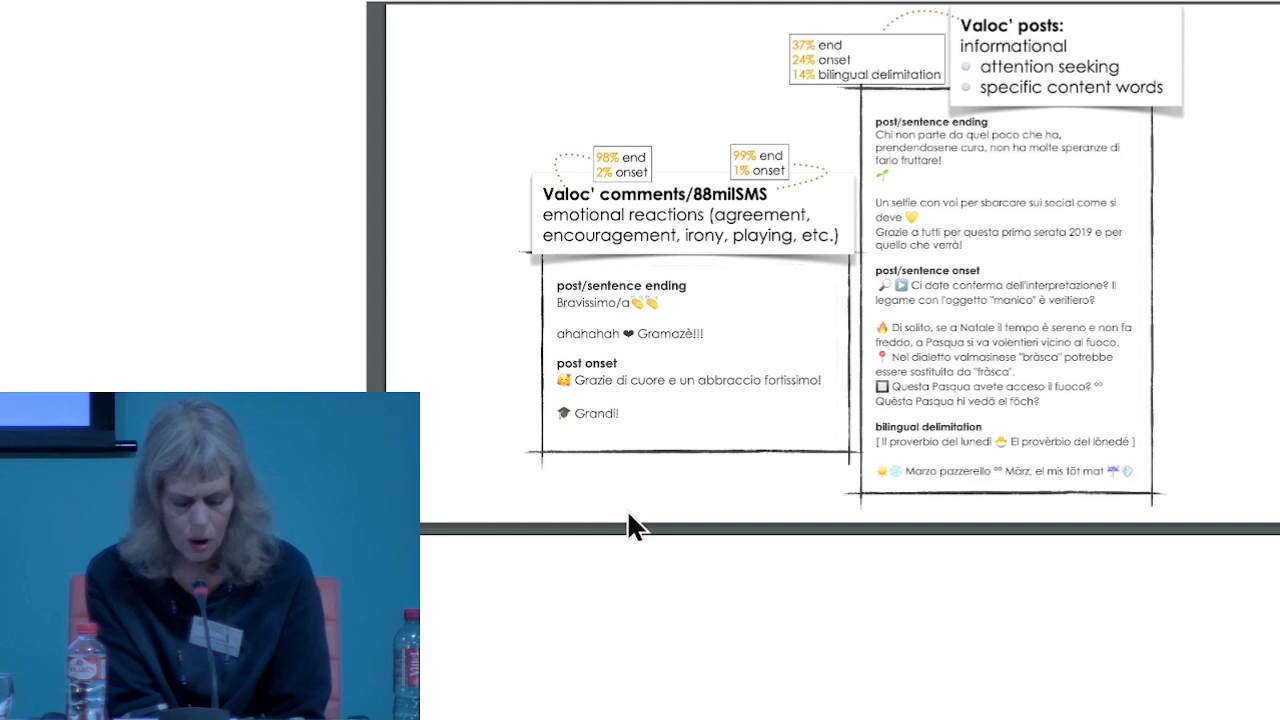 37% end
24% onset
14% bilingual delimitation
Valoc' posts:
informational
attention seeking
specific content words
98% end
2% onset
99% end
1% onset
Valoc' comments/88milSMS
emotional reactions (agreement,
encouragement, irony, playing, etc.)
post/sentence ending
Bravissimo/a👏👏
ahahahah ❤ Gramazè!!!
post onset
🥰 Grazie di cuore e un abbraccio fortissimo!
🎓 Grandi!
post/sentence ending
Chi non parte da quel poco che ha,
prendendosene cura, non ha molte speranze di
farlo fruttare!
🌱
Un selfie con voi per sbarcare sui social come si
deve 💛
Grazie a tutti per questa prima serata 2019 e per
quello che verrà!
post/sentence onset
🔎 ▶️ Ci date conferma dell'interpretazione? Il
legame con l'oggetto "manico" è veritiero?
🔥 Di solito, se a Natale il tempo è sereno e non fa
freddo, a Pasqua si va volentieri vicino al fuoco.
📍 Nel dialetto valmasinese "bràsca" potrebbe
essere sostituita da "fràsca".
🔲 Questa Pasqua avete acceso il fuoco? °°
Quèsta Pasqua hi vedä el föch?
bilingual delimitation
[ Il proverbio del lunedì 🐣 El provèrbio del lönedé ]
☀️❄️ Marzo pazzerello °° März, el mis töt mat ☔💨